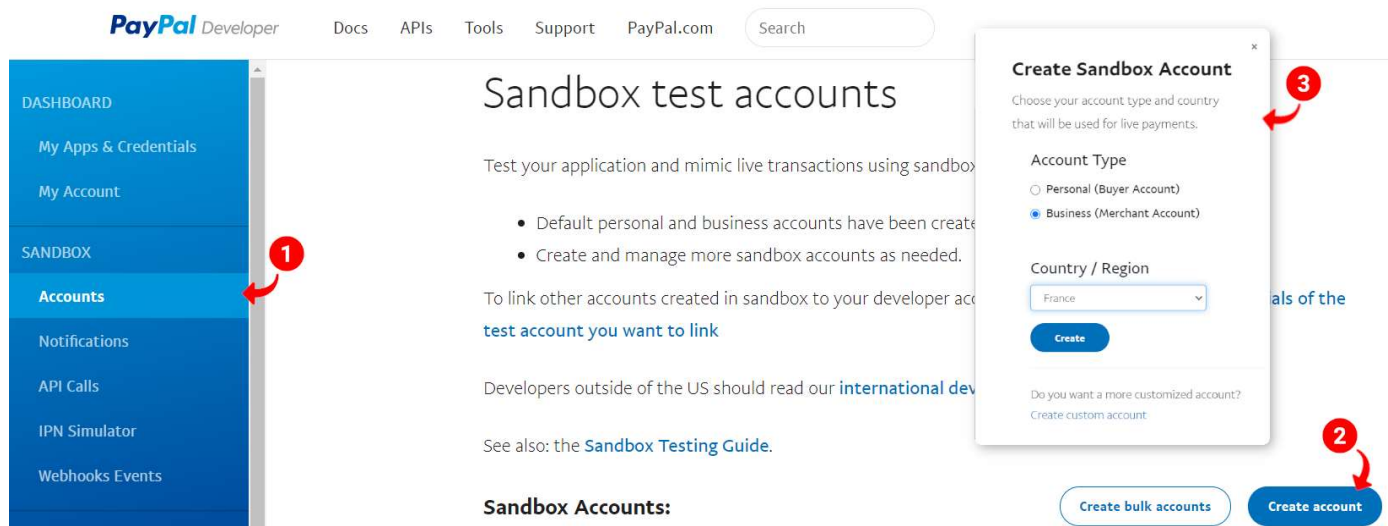 PayPal Developer
Docs APIs Tools Support PayPal.com Search
DASHBOARD
My Apps & Credentials
My Account
SANDBOX
1
Accounts
Notifications
API Calls
IPN Simulator
Webhooks Events
Sandbox test accounts
Test your application and mimic live transactions using sandbox
• Default personal and business accounts have been create
• Create and manage more sandbox accounts as needed.
To link other accounts created in sandbox to your developer acc
als of the
test account you want to link
Developers outside of the US should read our international dev
See also: the Sandbox Testing Guide.
Sandbox Accounts:
Create bulk accounts
Create account
2
×
Create Sandbox Account
3
Choose your account type and country
that will be used for live payments.
Account Type
Personal (Buyer Account)
Business (Merchant Account)
Country / Region
France
Create
Do you want a more customized account?
Create custom account